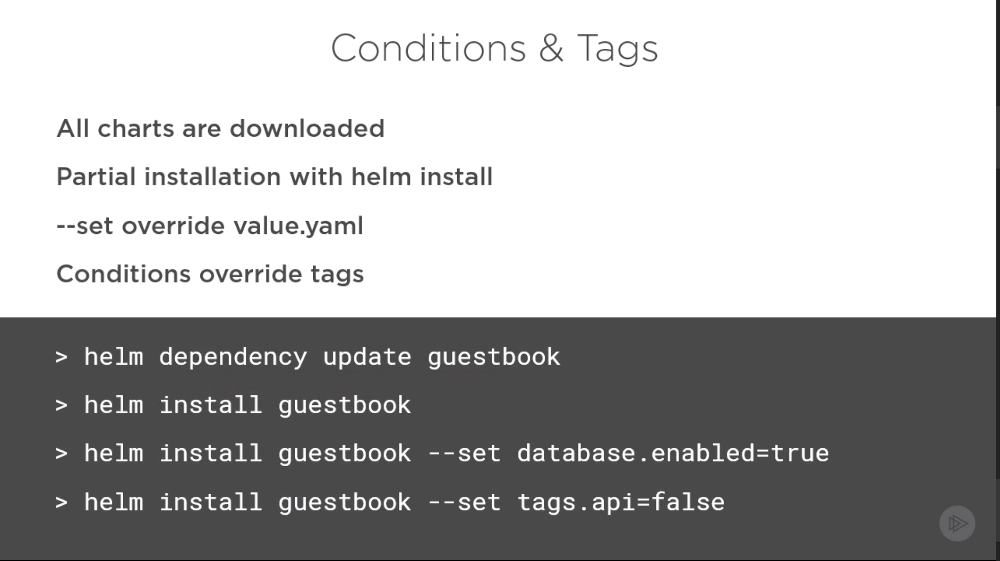 Conditions & Tags
All charts are downloaded
Partial installation with helm install
--set override value.yaml
Conditions override tags
> helm dependency update guestbook
> helm install guestbook
> helm install guestbook --set database.enabled=true
> helm install guestbook --set tags.api=false